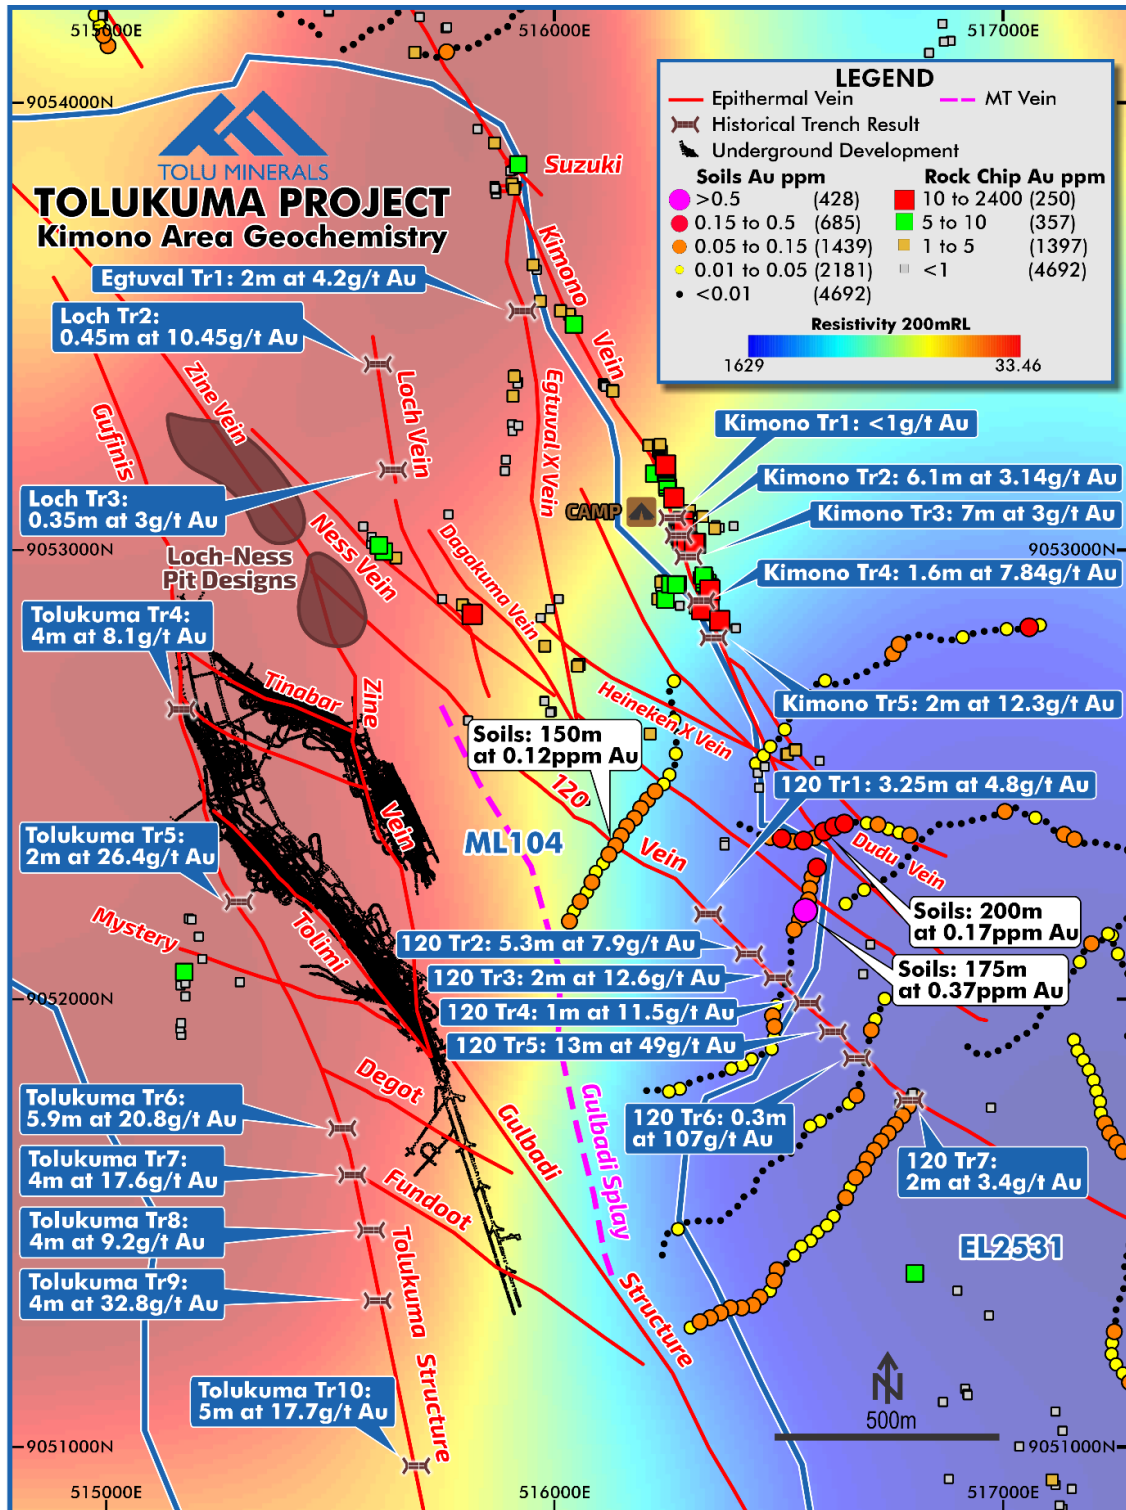 515000E
516000E
517000E
9054000N
TOLU MINERALS
TOLUKUMA PROJECT
Kimono Area Geochemistry
LEGEND
Epithermal Vein
MT Vein
Historical Trench Result
Underground Development
Soils Au ppm
Rock Chip Au ppm
>0.5 (428)
10 to 2400 (250)
0.15 to 0.5 (685)
5 to 10 (357)
0.05 to 0.15 (1439)
1 to 5 (1397)
0.01 to 0.05 (2181)
<1 (4692)
<0.01 (4692)
Resistivity 200mRL
1629
33.46
Suzuki
Kimono
Vein
Egtuval Tr1: 2m at 4.2g/t Au
Loch Tr2:
0.45m at 10.45g/t Au
Zine Vein
Gufinis
Loch Vein
Egtuval X Vein
Kimono Tr1: <1g/t Au
Kimono Tr2: 6.1m at 3.14g/t Au
Loch Tr3:
0.35m at 3g/t Au
CAMP
Kimono Tr3: 7m at 3g/t Au
Loch-Ness
Pit Designs
Ness Vein
Dagakuma Vein
9053000N
9053000N
Kimono Tr4: 1.6m at 7.84g/t Au
Tolukuma Tr4:
4m at 8.1g/t Au
Tinabar
Zine
Vein
Heineken X Vein
Kimono Tr5: 2m at 12.3g/t Au
Soils: 150m
at 0.12ppm Au
120
Vein
120 Tr1: 3.25m at 4.8g/t Au
Tolukuma Tr5:
2m at 26.4g/t Au
ML104
Dudu Vein
Mystery
Tolimi
Soils: 200m
at 0.17ppm Au
120 Tr2: 5.3m at 7.9g/t Au
120 Tr3: 2m at 12.6g/t Au
Soils: 175m
at 0.37ppm Au
9052000N
120 Tr4: 1m at 11.5g/t Au
120 Tr5: 13m at 49g/t Au
Degot
Gulbadi
Structure
Gulbadi Splay
Tolukuma Tr6:
5.9m at 20.8g/t Au
120 Tr6: 0.3m
at 107g/t Au
Tolukuma Tr7:
4m at 17.6g/t Au
120 Tr7:
2m at 3.4g/t Au
Fundoot
Tolukuma Tr8:
4m at 9.2g/t Au
Tolukuma Structure
EL2531
Tolukuma Tr9:
4m at 32.8g/t Au
Tolukuma Tr10:
5m at 17.7g/t Au
N
500m
9051000N
9051000N
515000E
516000E
517000E